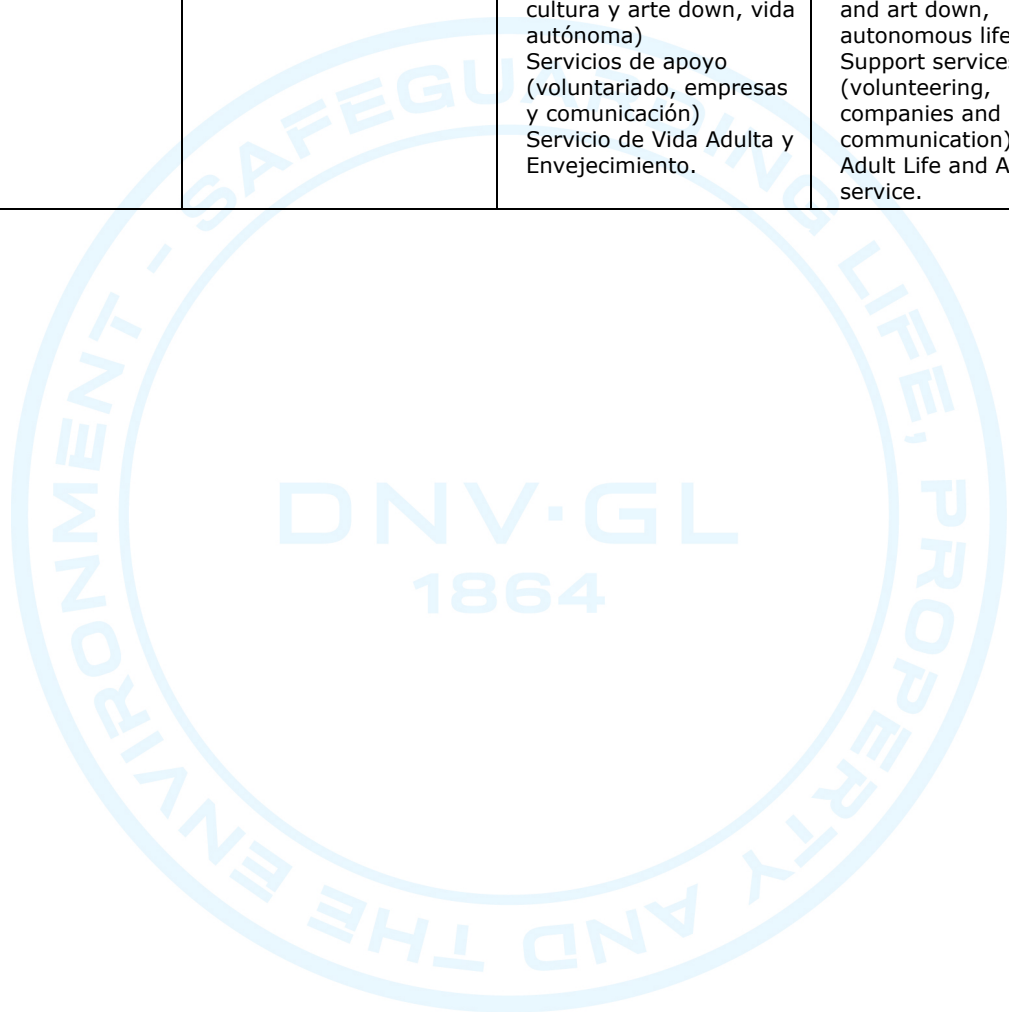 cultura y arte down, vida
autónoma)
Servicios de apoyo
(voluntariado, empresas
y comunicación)
Servicio de Vida Adulta y
Envejecimiento.
and art down,
autonomous life
Support services
(volunteering,
companies and
communication)
Adult Life and A
service.
SAFEGUARDING LIFE, PROPERTY AND THE ENVIRONMENT -
DNV·GL
1864